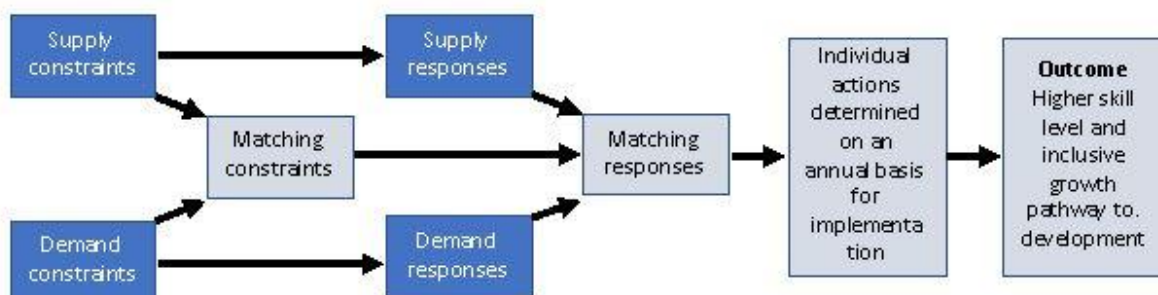 Supply
constraints
Supply
responses
Matching
constraints
Matching
responses
Demand
constraints
Demand
responses
Individual
actions
determined
on an
annual basis
for
implementa
tion
Outcome
Higher skill
level and
inclusive
growth
pathway to.
development